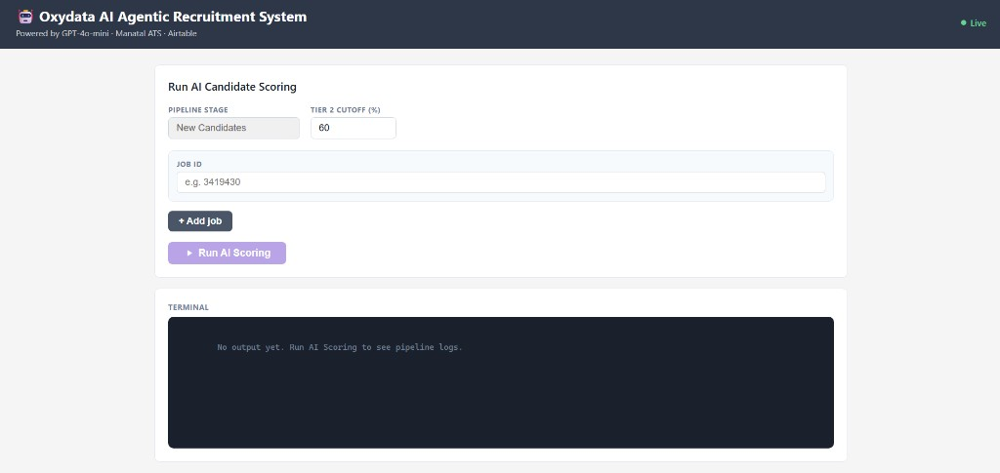 Oxydata AI Agentic Recruitment System
Powered by GPT-4o-mini · Manatal ATS · Airtable
Live
Run AI Candidate Scoring
PIPELINE STAGE
TIER 2 CUTOFF (%)
New Candidates
60
JOB ID
e.g. 3419430
+ Add job
Run AI Scoring
TERMINAL
No output yet. Run AI Scoring to see pipeline logs.